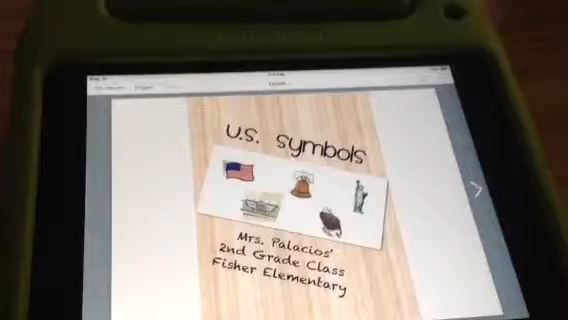 U.S. Symbols
Mrs. Palacios'
2nd Grade Class
Fisher Elementary